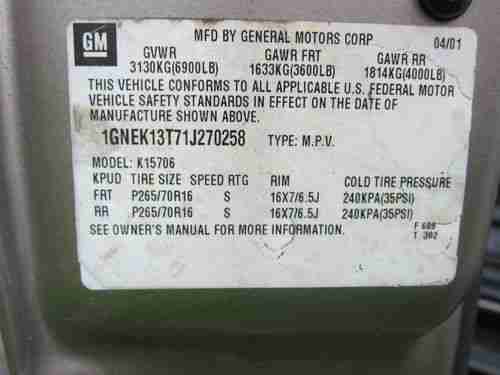 GM
MFD BY GENERAL MOTORS CORP 04/01
GVWR GAWR FRT GAWR RR
3130KG(6900LB) 1633KG(3600LB) 1814KG(4000LB)
THIS VEHICLE CONFORMS TO ALL APPLICABLE U.S. FEDERAL MOTOR
VEHICLE SAFETY STANDARDS IN EFFECT ON THE DATE OF
MANUFACTURE SHOWN ABOVE.
1GNEK13T71J270258 TYPE: M.P.V.
MODEL: K15706
KPUD TIRE SIZE SPEED RTG RIM COLD TIRE PRESSURE
FRT P265/70R16 S 16X7/6.5J 240KPA(35PSI)
RR P265/70R16 S 16X7/6.5J 240KPA(35PSI)
SEE OWNER'S MANUAL FOR MORE INFORMATION.
F 606
T 302